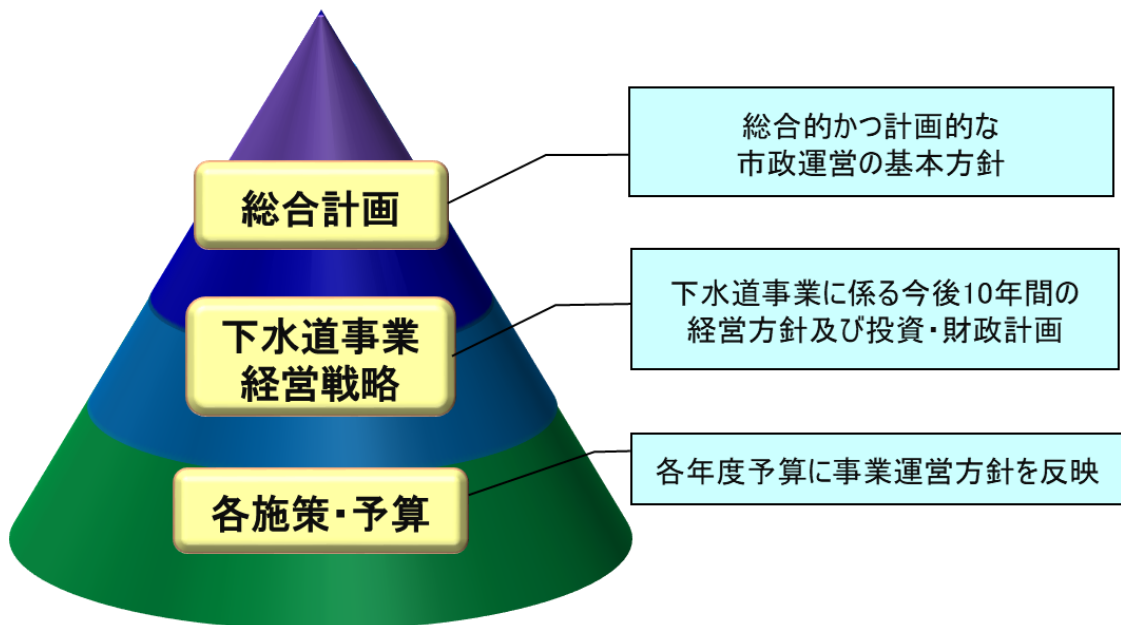 総合計画
総合的かつ計画的な
市政運営の基本方針
下水道事業
経営戦略
下水道事業に係る今後10年間の
経営方針及び投資・財政計画
各施策・予算
各年度予算に事業運営方針を反映